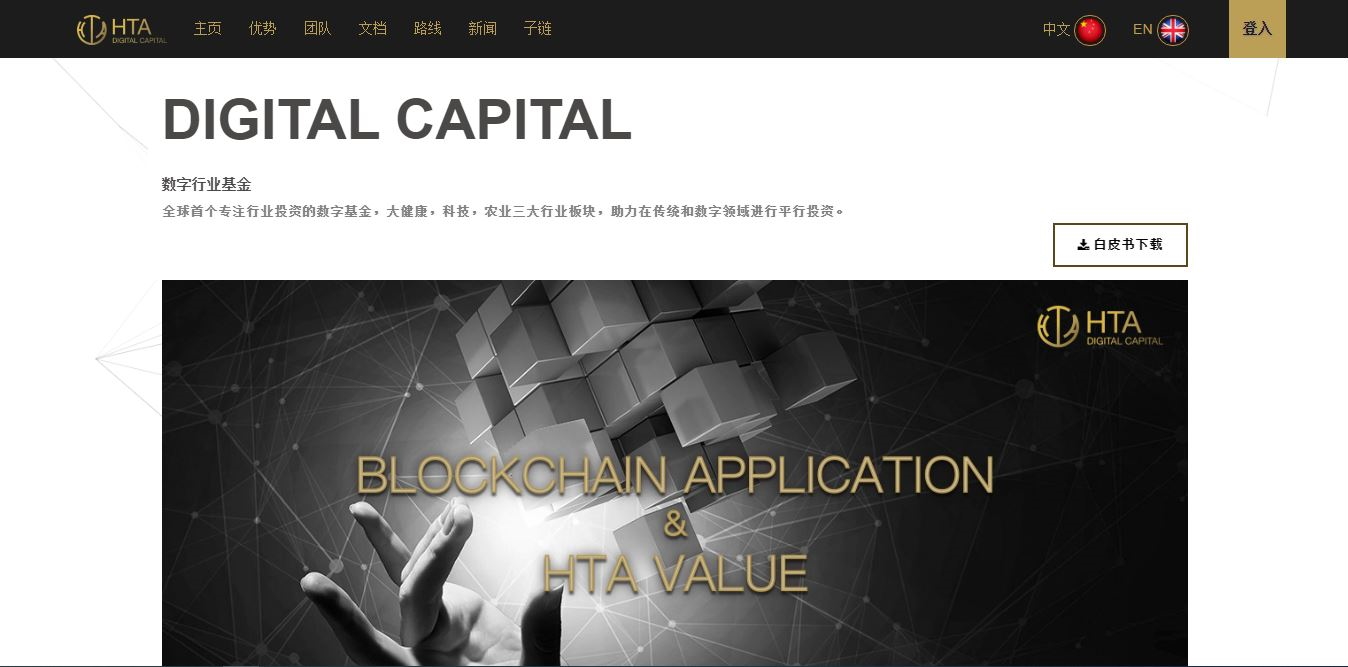 HTA
DIGITAL CAPITAL
主页 优势 团队 文档 路线 新闻 子链 中文 EN 登入
DIGITAL CAPITAL
数字行业基金
全球首个专注行业投资的数字基金，大健康，科技，农业三大行业板块，助力在传统和数字领域进行平行投资。
白皮书下载
HTA
DIGITAL CAPITAL
BLOCKCHAIN APPLICATION
&
HTA VALUE